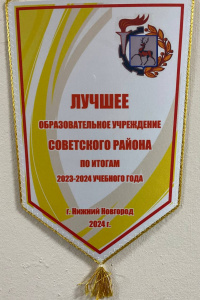 ЛУЧШЕЕ
ОБРАЗОВАТЕЛЬНОЕ УЧРЕЖДЕНИЕ
СОВЕТСКОГО РАЙОНА
ПО ИТОГАМ
2023-2024 УЧЕБНОГО ГОДА
г. Нижний Новгород
2024 г.